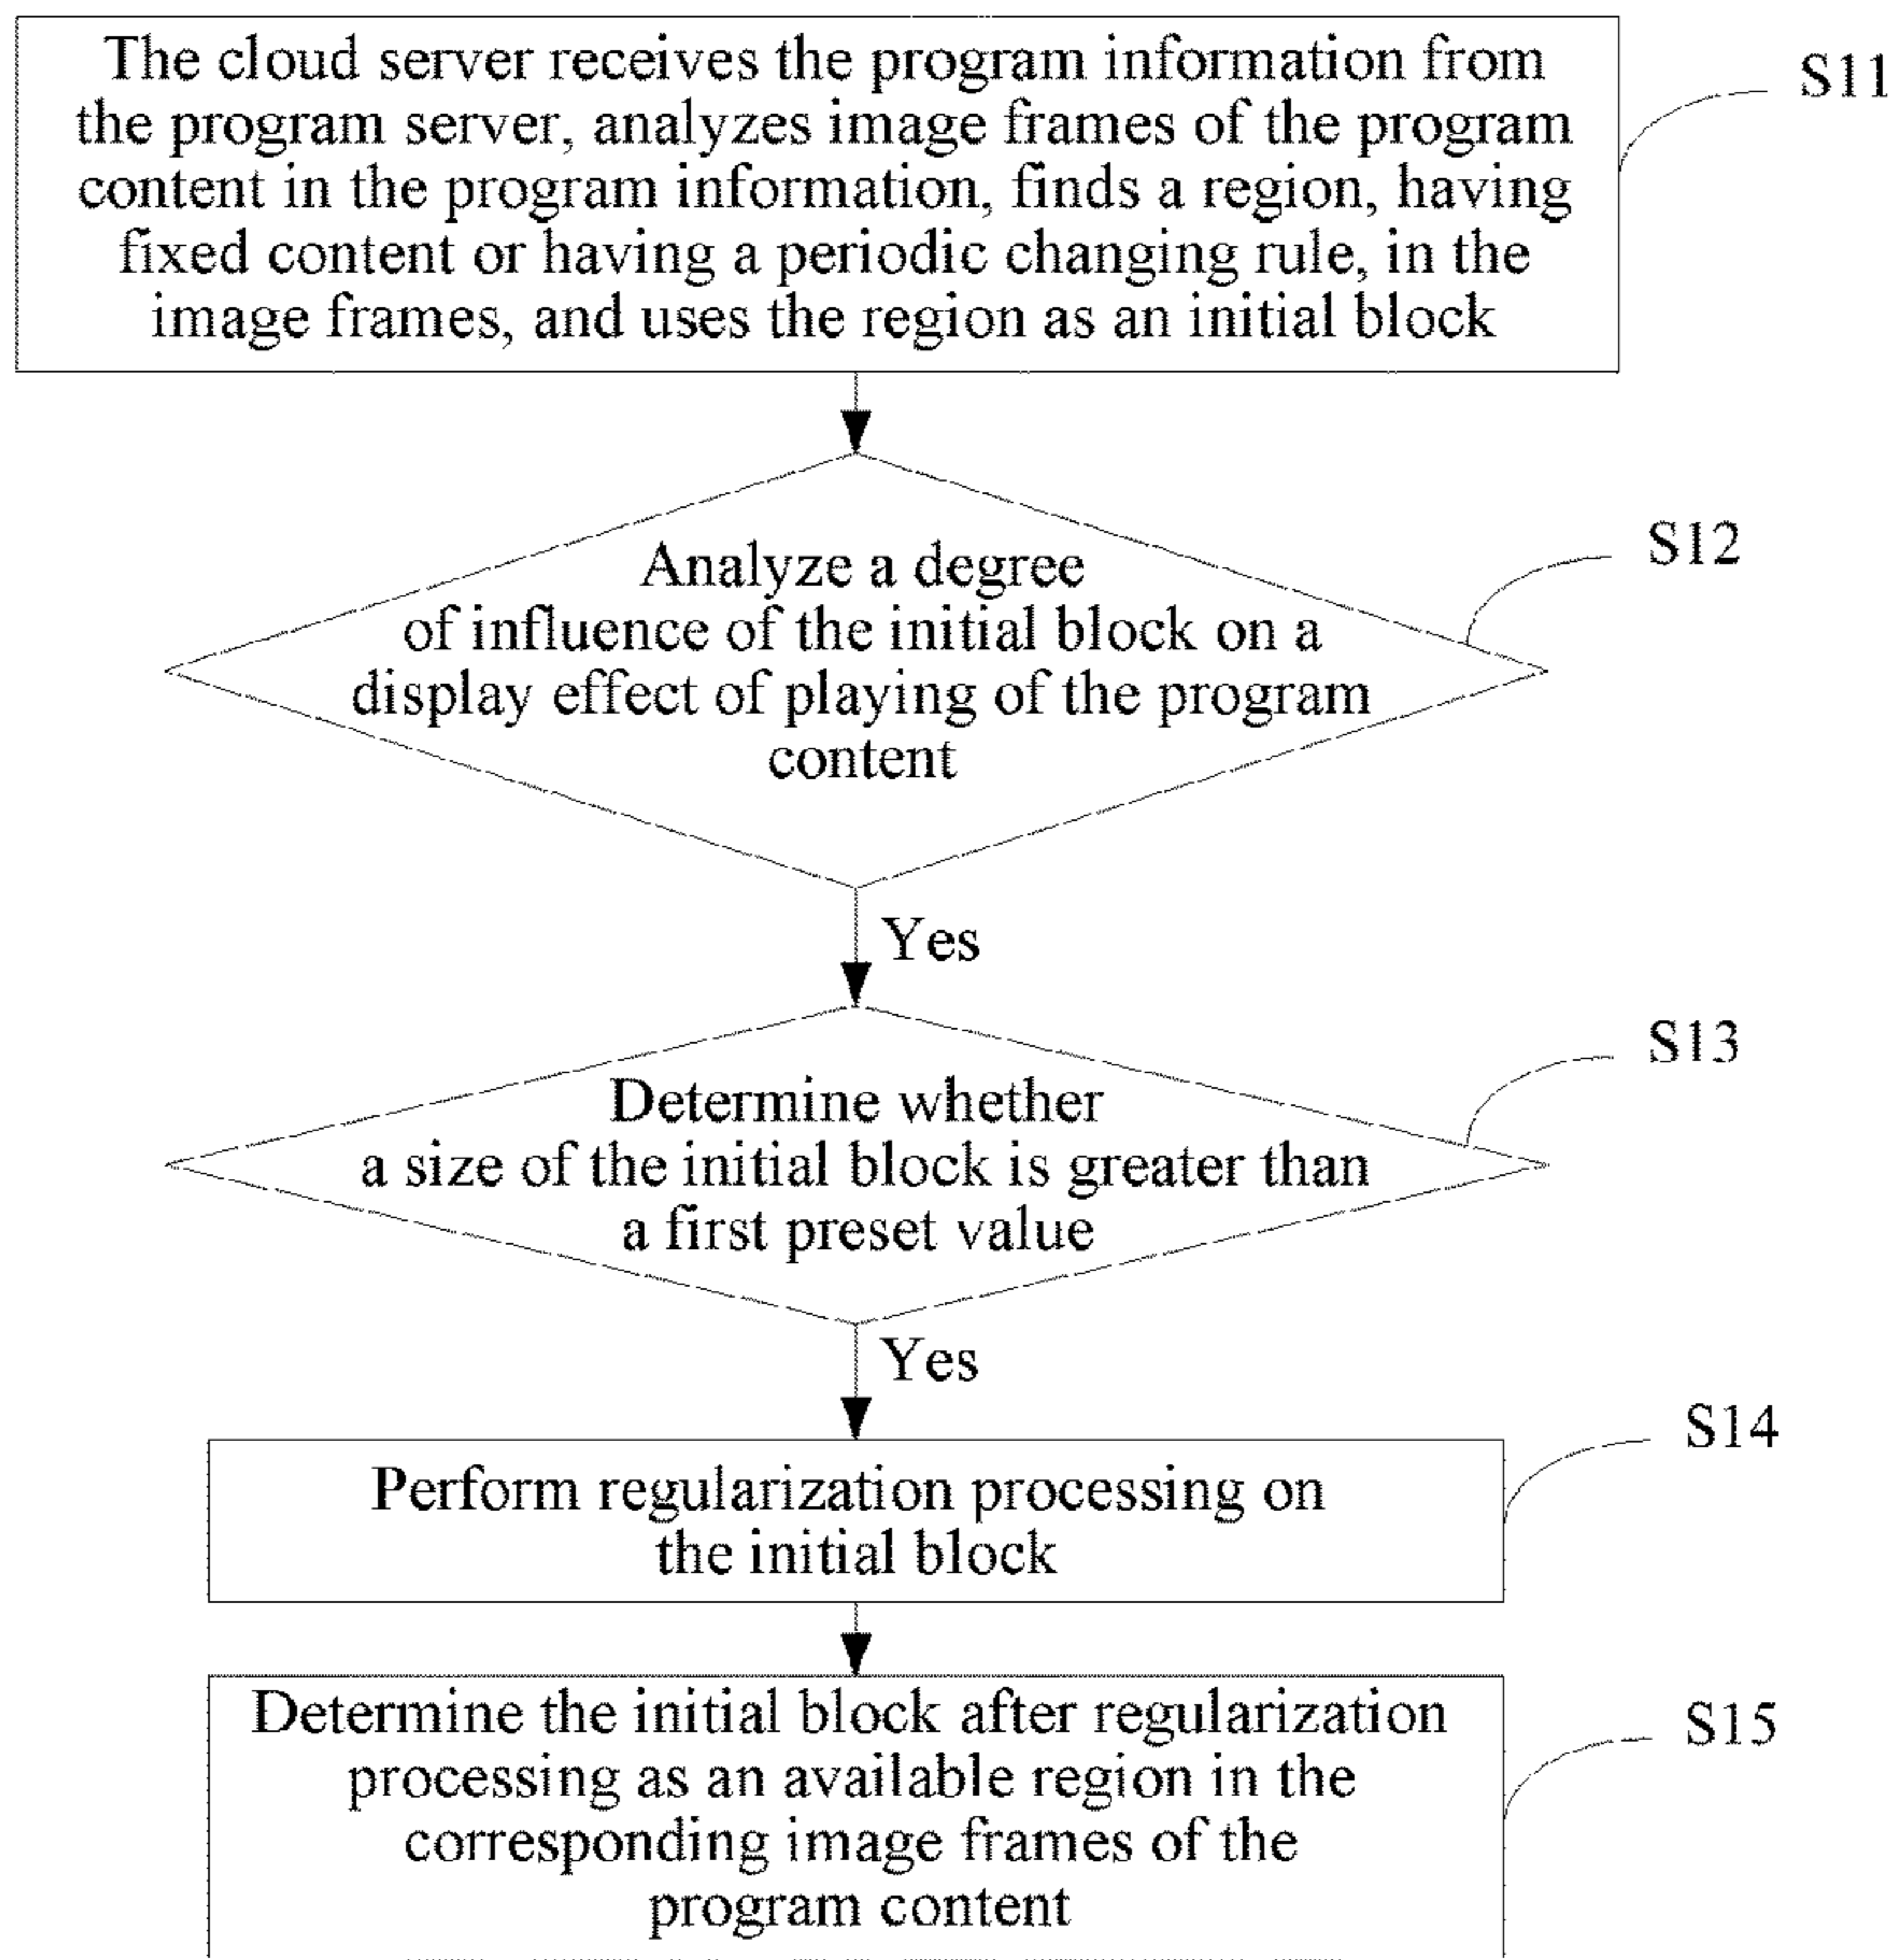 The cloud server receives the program information from
the program server, analyzes image frames of the program
content in the program information, finds a region, having
fixed content or having a periodic changing rule, in the
image frames, and uses the region as an initial block
S11
Analyze a degree
of influence of the initial block on a
display effect of playing of the program
content
S12
Yes
Determine whether
a size of the initial block is greater than
a first preset value
S13
Yes
Perform regularization processing on
the initial block
S14
Determine the initial block after regularization
processing as an available region in the
corresponding image frames of the
program content
S15